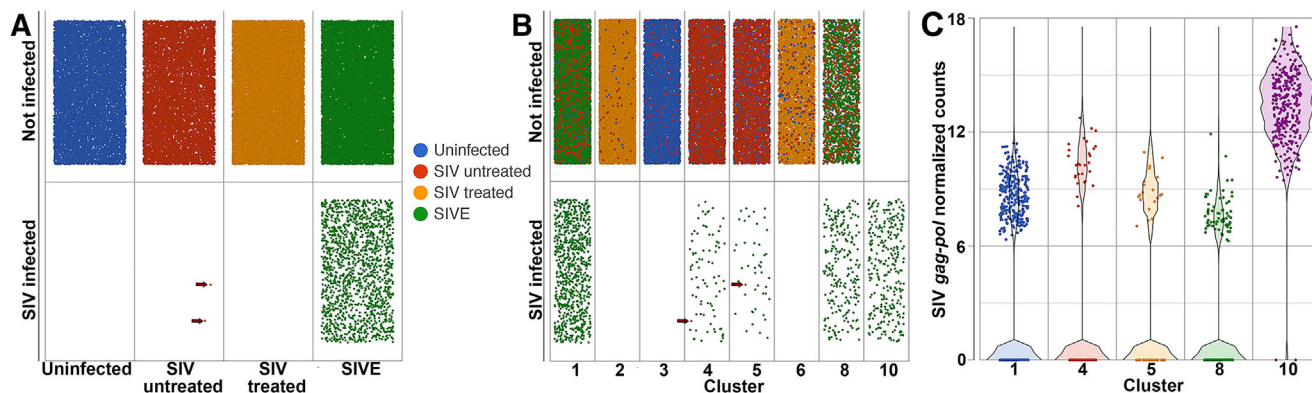 A
Not infected
SIV infected
Uninfected
SIV
untreated
SIV
treated
SIVE
Uninfected
SIV untreated
SIV treated
SIVE
B
Not infected
SIV infected
1 2 3 4 5 6 8 10
Cluster
C
SIV gag-pol normalized counts
18
12
6
0
1 4 5 8 10
Cluster